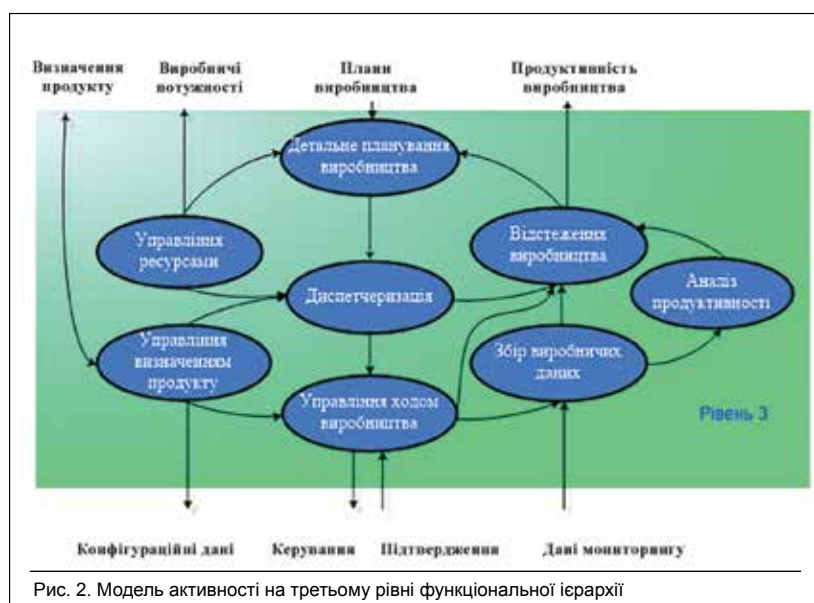 Визначення
продукту
Виробничі
потужності
Плани
виробництва
Продуктивність
виробництва
Детальне планування
виробництва
Управління
ресурсами
Відстеження
виробництва
Диспетчеризація
Аналіз
продуктивності
Управління
визначенням
продукту
Збір виробничих
даних
Управління ходом
виробництва
Рівень 3
Конфігураційні дані
Керування
Підтвердження
Дані мониторингу
Рис. 2. Модель активності на третьому рівні функціональної ієрархії